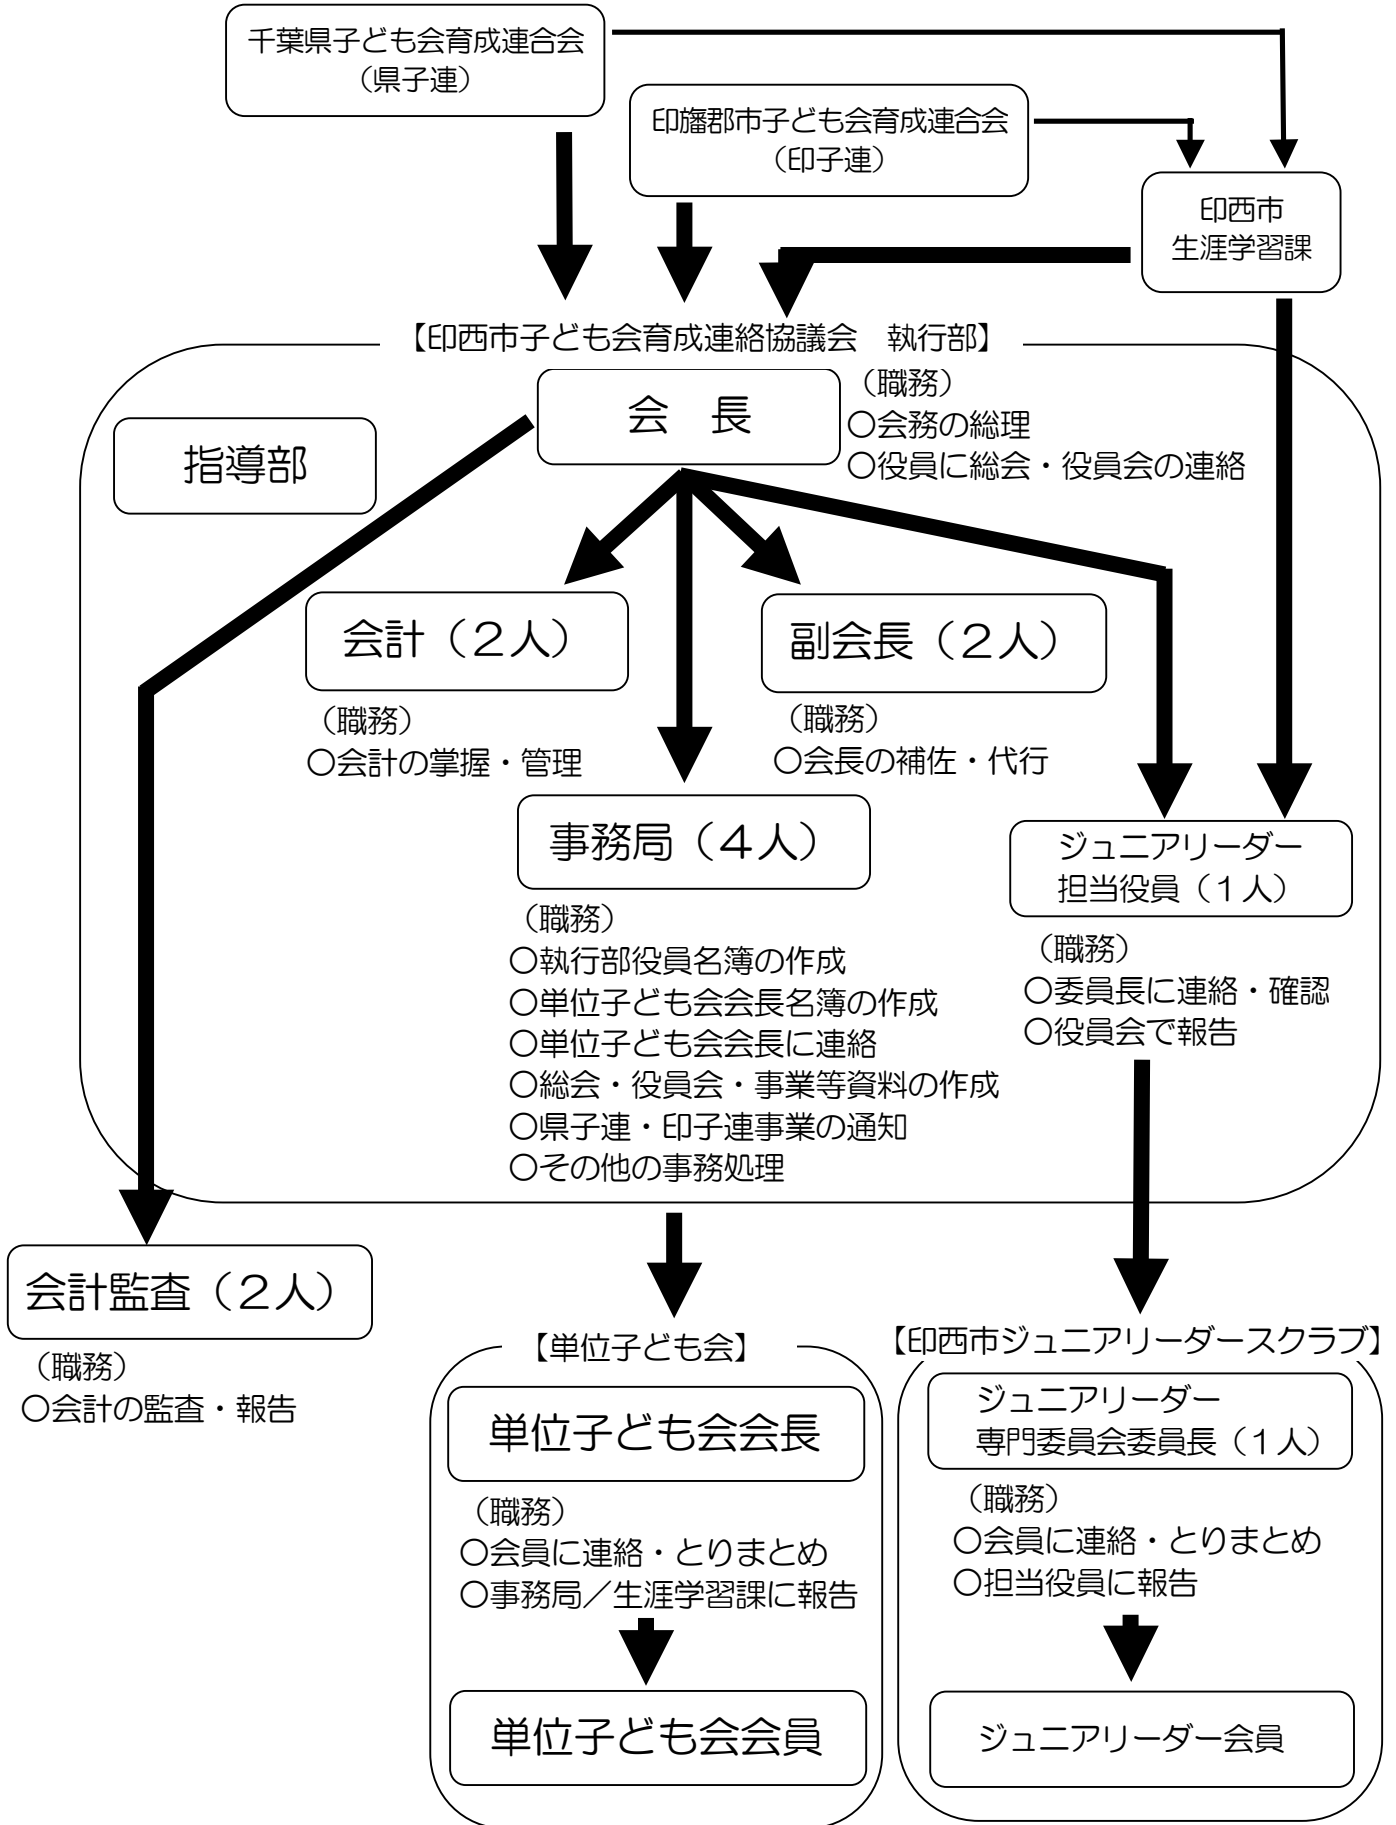 千葉県子ども会育成連合会
（県子連）
印旛郡市子ども会育成連合会
（印子連）
印西市
生涯学習課
【印西市子ども会育成連絡協議会　執行部】
会　長
（職務）
○会務の総理
○役員に総会・役員会の連絡
指導部
会計（２人）
（職務）
○会計の掌握・管理
副会長（２人）
（職務）
○会長の補佐・代行
事務局（４人）
（職務）
○執行部役員名簿の作成
○単位子ども会会長名簿の作成
○単位子ども会会長に連絡
○総会・役員会・事業等資料の作成
○県子連・印子連事業の通知
○その他の事務処理
ジュニアリーダー
担当役員（１人）
（職務）
○委員長に連絡・確認
○役員会で報告
会計監査（２人）
（職務）
○会計の監査・報告
【単位子ども会】
単位子ども会会長
（職務）
○会員に連絡・とりまとめ
○事務局／生涯学習課に報告
単位子ども会会員
【印西市ジュニアリーダースクラブ】
ジュニアリーダー
専門委員会委員長（１人）
（職務）
○会員に連絡・とりまとめ
○担当役員に報告
ジュニアリーダー会員